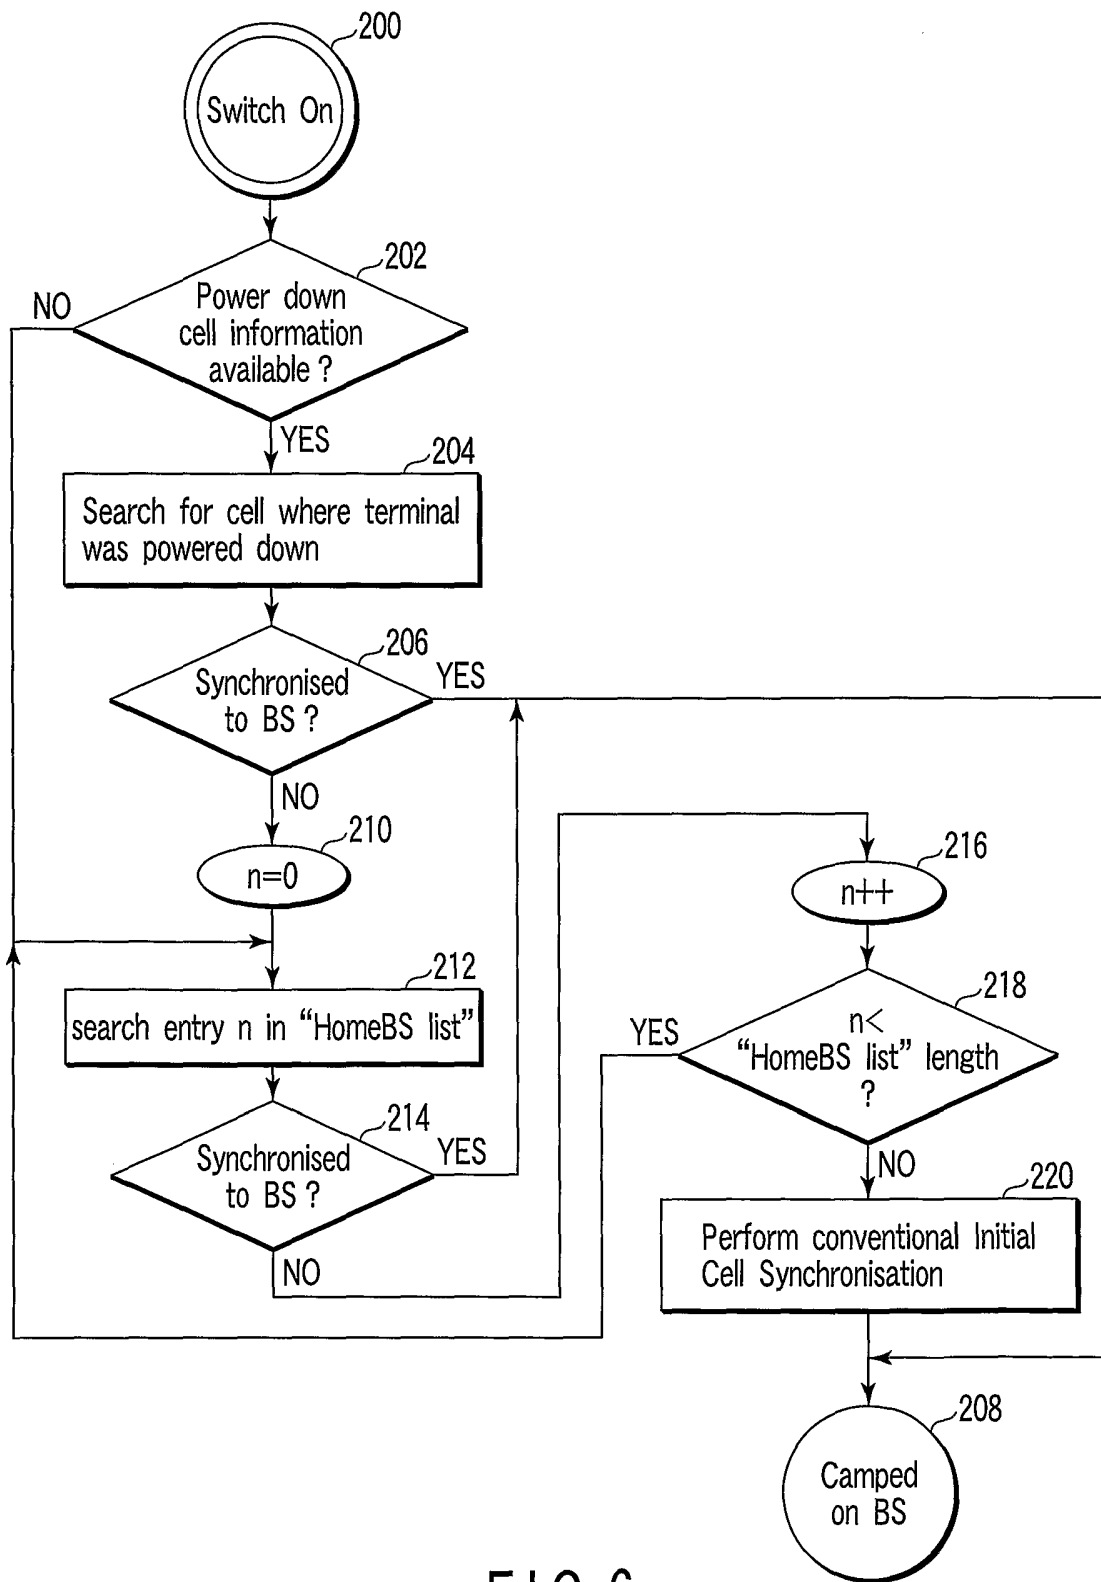 200
Switch On
202
NO
Power down
cell information
available ?
YES
204
Search for cell where terminal
was powered down
206
YES
Synchronised
to BS ?
NO
210
n=0
216
n++
212
search entry n in “HomeBS list”
218
YES
n<
“HomeBS list” length
?
214
YES
Synchronised
to BS ?
NO
NO
220
Perform conventional Initial
Cell Synchronisation
208
Camped
on BS
FIG. 6